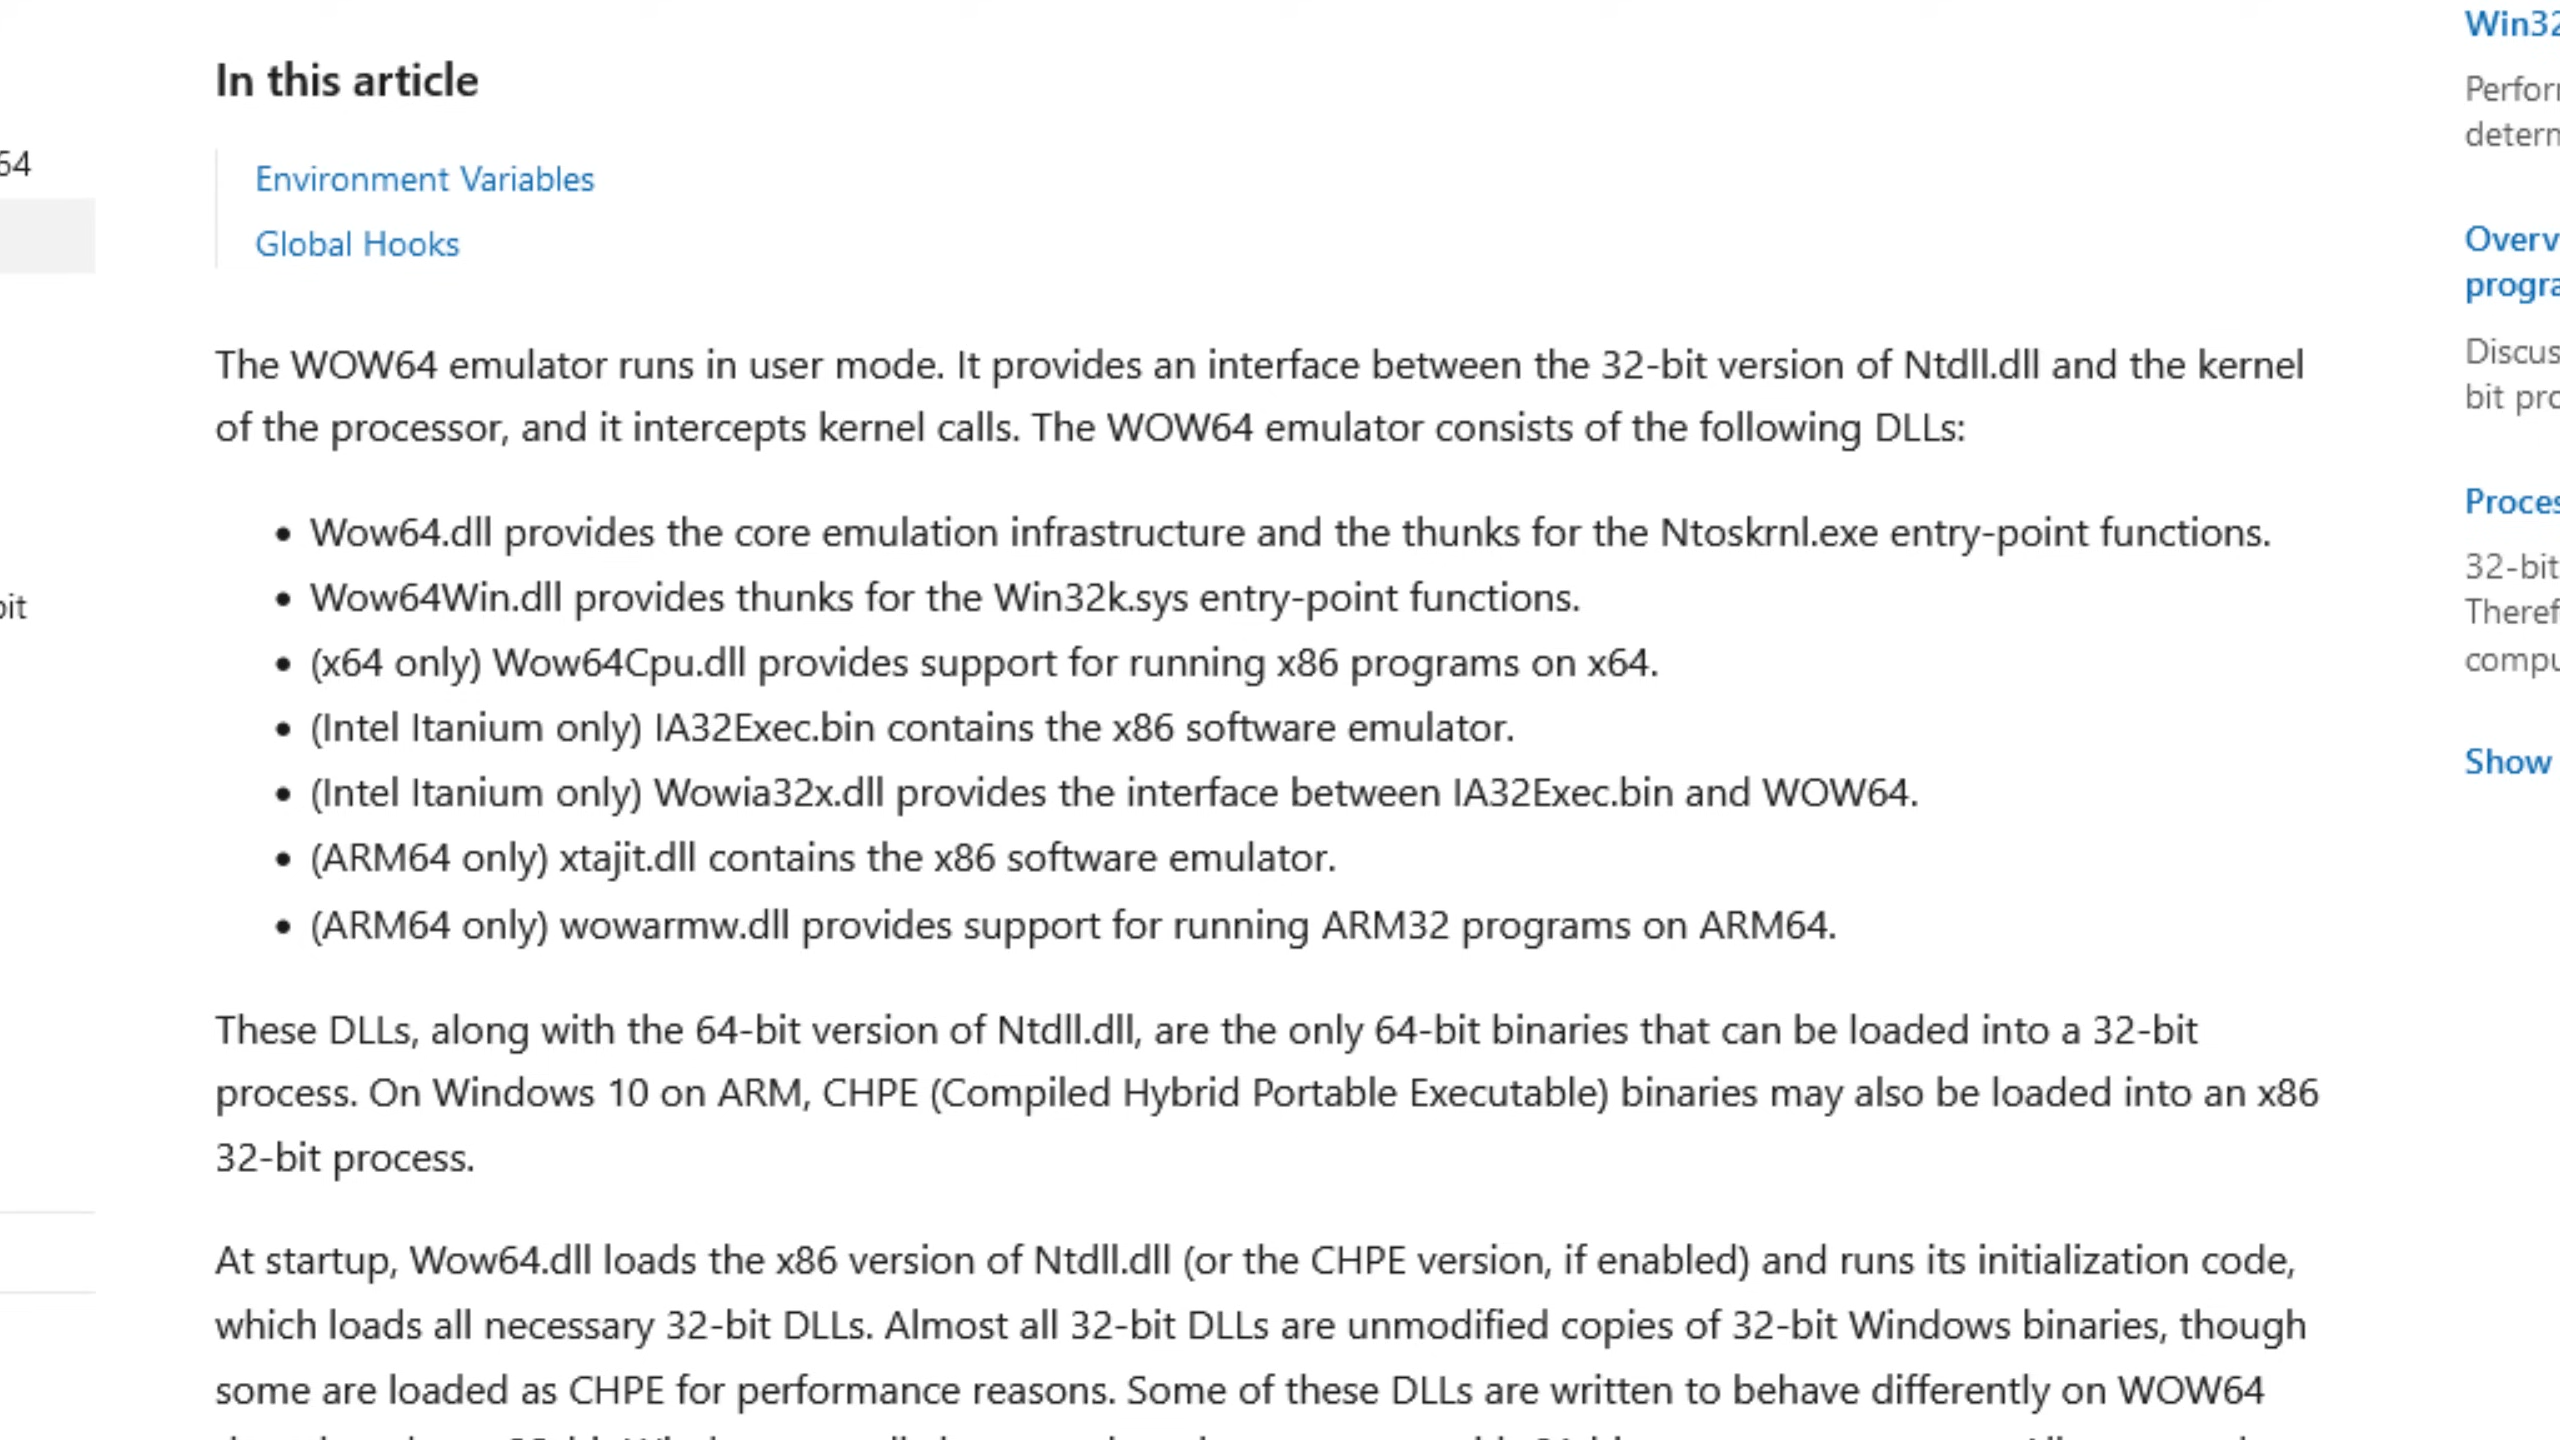 In this article
64
Environment Variables
Global Hooks
The WOW64 emulator runs in user mode. It provides an interface between the 32-bit version of Ntdll.dll and the kernel
of the processor, and it intercepts kernel calls. The WOW64 emulator consists of the following DLLs:
• Wow64.dll provides the core emulation infrastructure and the thunks for the Ntoskrnl.exe entry-point functions.
• Wow64Win.dll provides thunks for the Win32k.sys entry-point functions.
• (x64 only) Wow64Cpu.dll provides support for running x86 programs on x64.
• (Intel Itanium only) IA32Exec.bin contains the x86 software emulator.
• (Intel Itanium only) Wowia32x.dll provides the interface between IA32Exec.bin and WOW64.
• (ARM64 only) xtajit.dll contains the x86 software emulator.
• (ARM64 only) wowarmw.dll provides support for running ARM32 programs on ARM64.
These DLLs, along with the 64-bit version of Ntdll.dll, are the only 64-bit binaries that can be loaded into a 32-bit
process. On Windows 10 on ARM, CHPE (Compiled Hybrid Portable Executable) binaries may also be loaded into an x86
32-bit process.
At startup, Wow64.dll loads the x86 version of Ntdll.dll (or the CHPE version, if enabled) and runs its initialization code,
which loads all necessary 32-bit DLLs. Almost all 32-bit DLLs are unmodified copies of 32-bit Windows binaries, though
some are loaded as CHPE for performance reasons. Some of these DLLs are written to behave differently on WOW64
Win32
Perfor
determ
Overv
progra
Discus
bit pro
Proces
32-bit
Theref
compu
Show